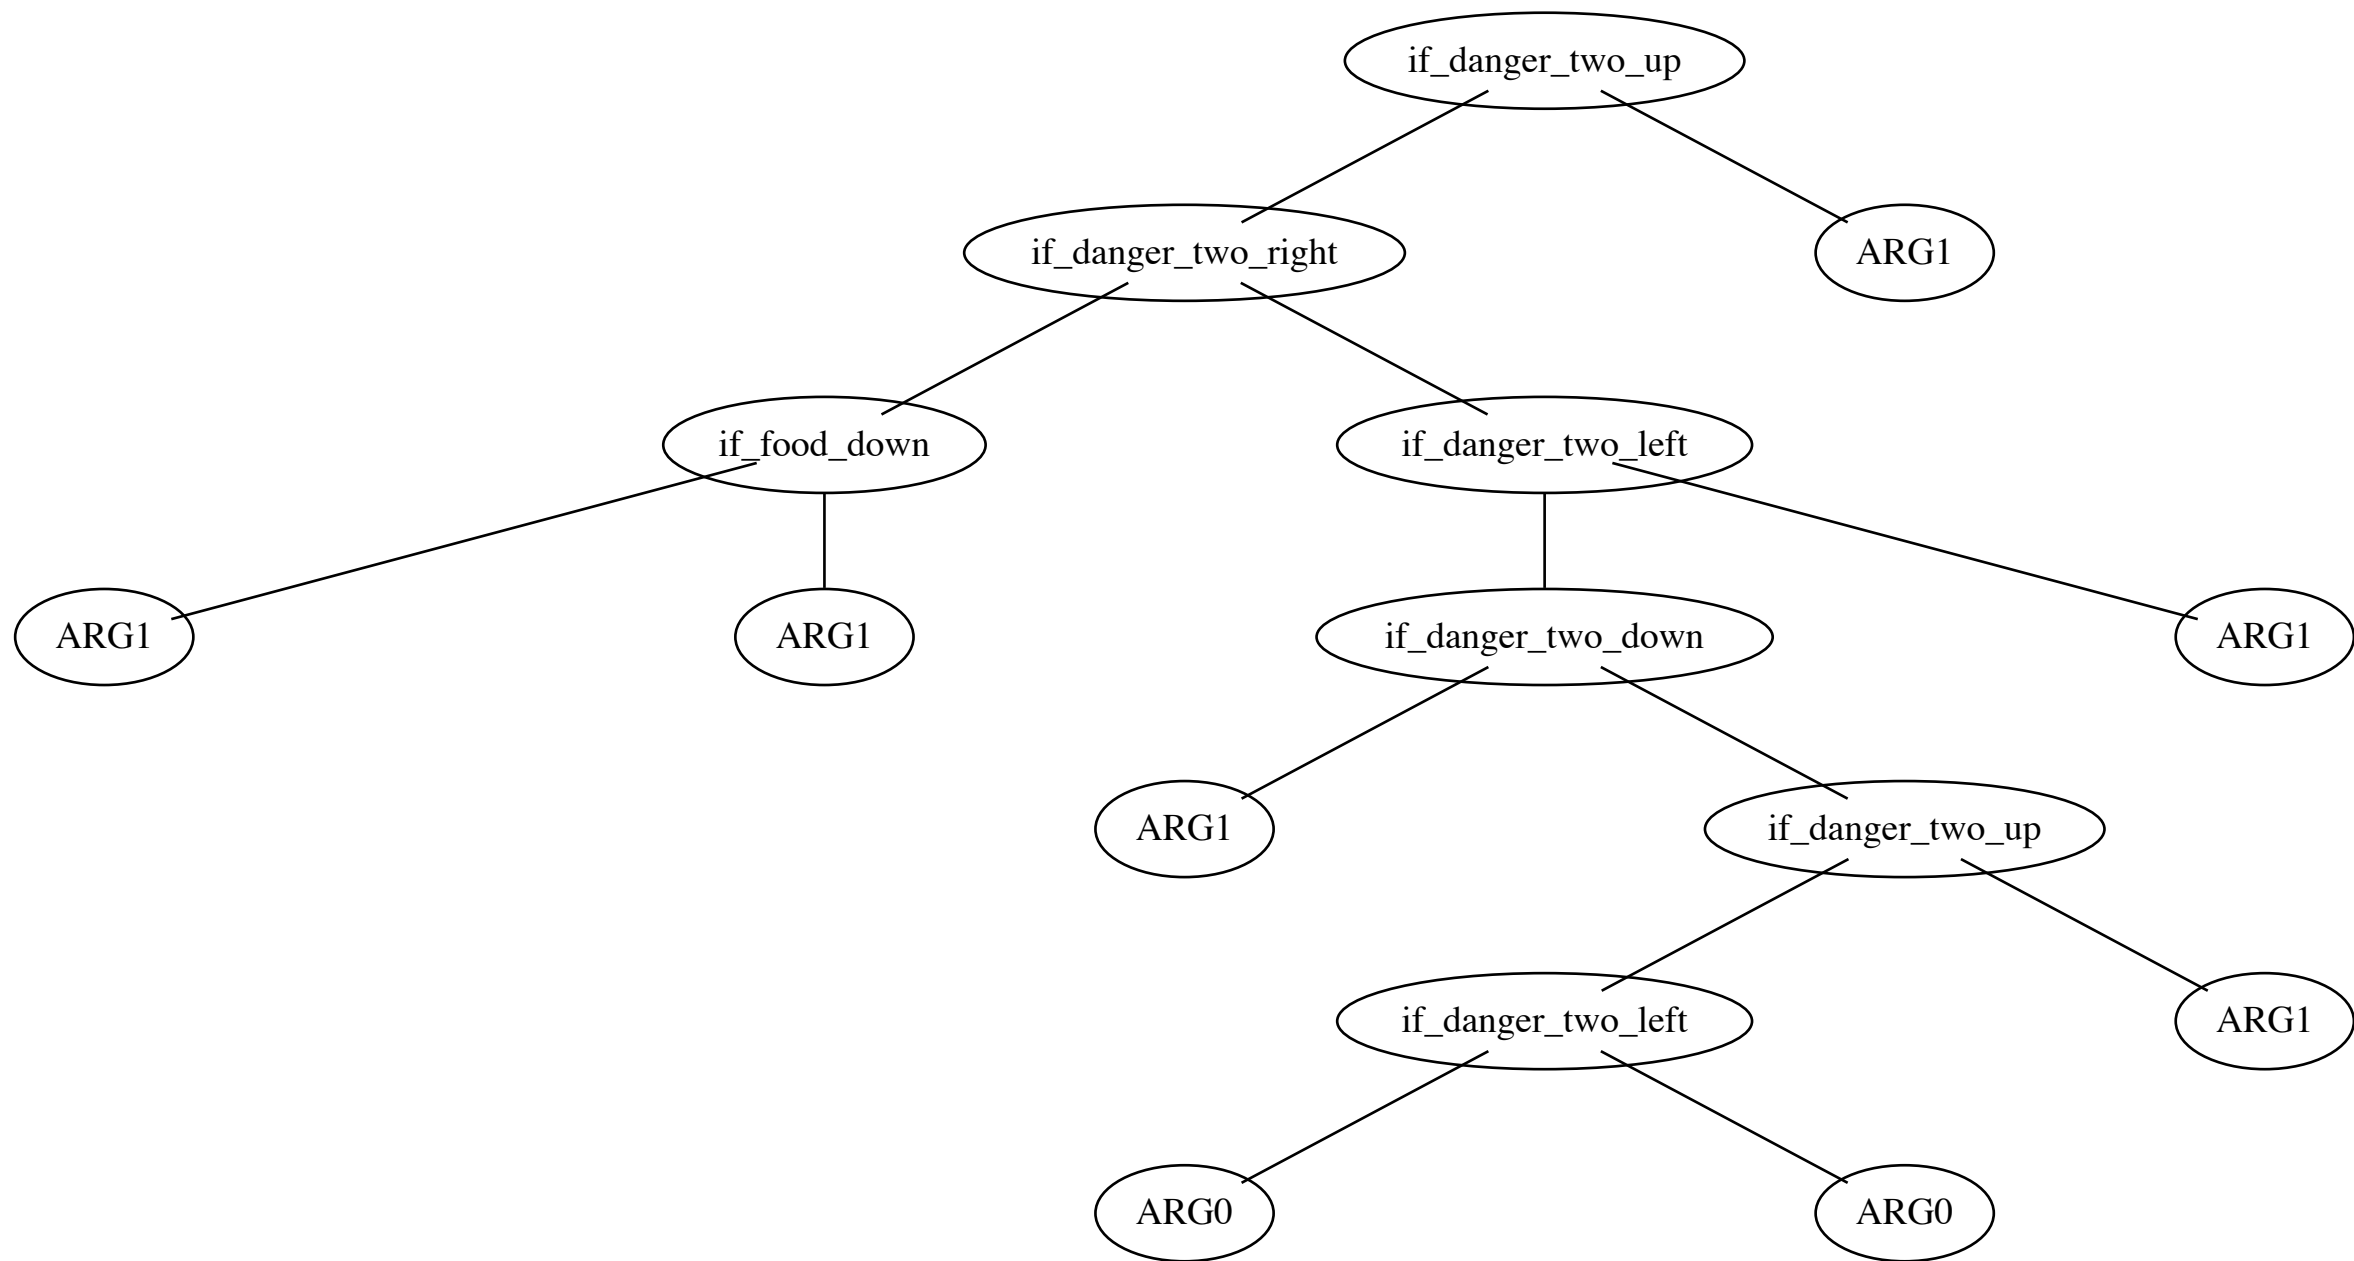 if_danger_two_up
if_danger_two_right
ARG1
if_food_down
if_danger_two_left
ARG1
ARG1
if_danger_two_down
ARG1
ARG1
if_danger_two_up
if_danger_two_left
ARG1
ARG0
ARG0